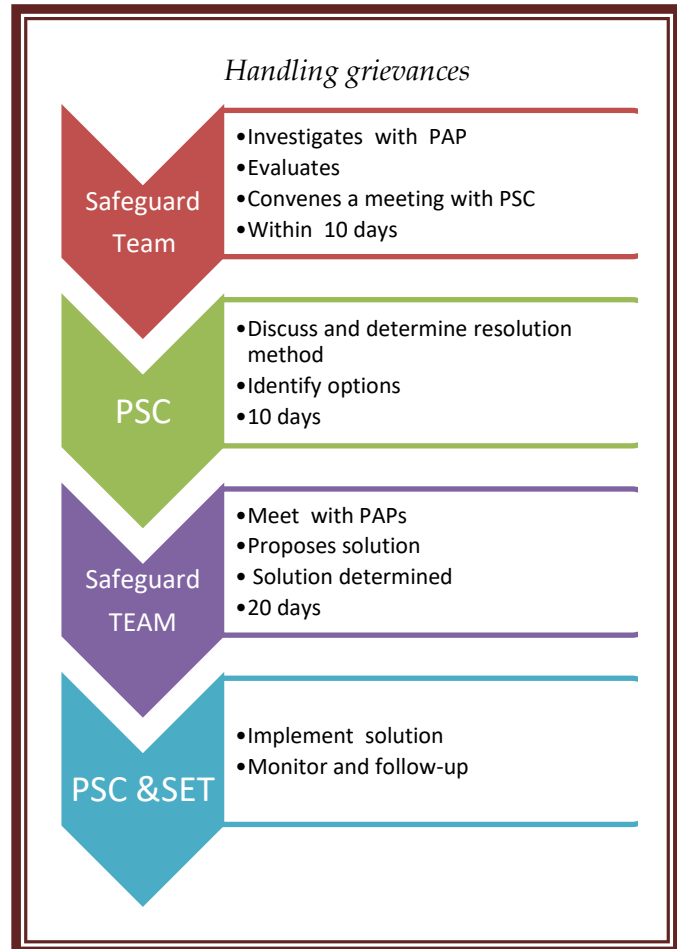 Handling grievances
Safeguard
Team
•Investigates with PAP
•Evaluates
•Convenes a meeting with PSC
•Within 10 days
PSC
•Discuss and determine resolution
method
•Identify options
•10 days
Safeguard
TEAM
•Meet with PAPs
•Proposes solution
• Solution determined
•20 days
PSC &SET
•Implement solution
•Monitor and follow-up